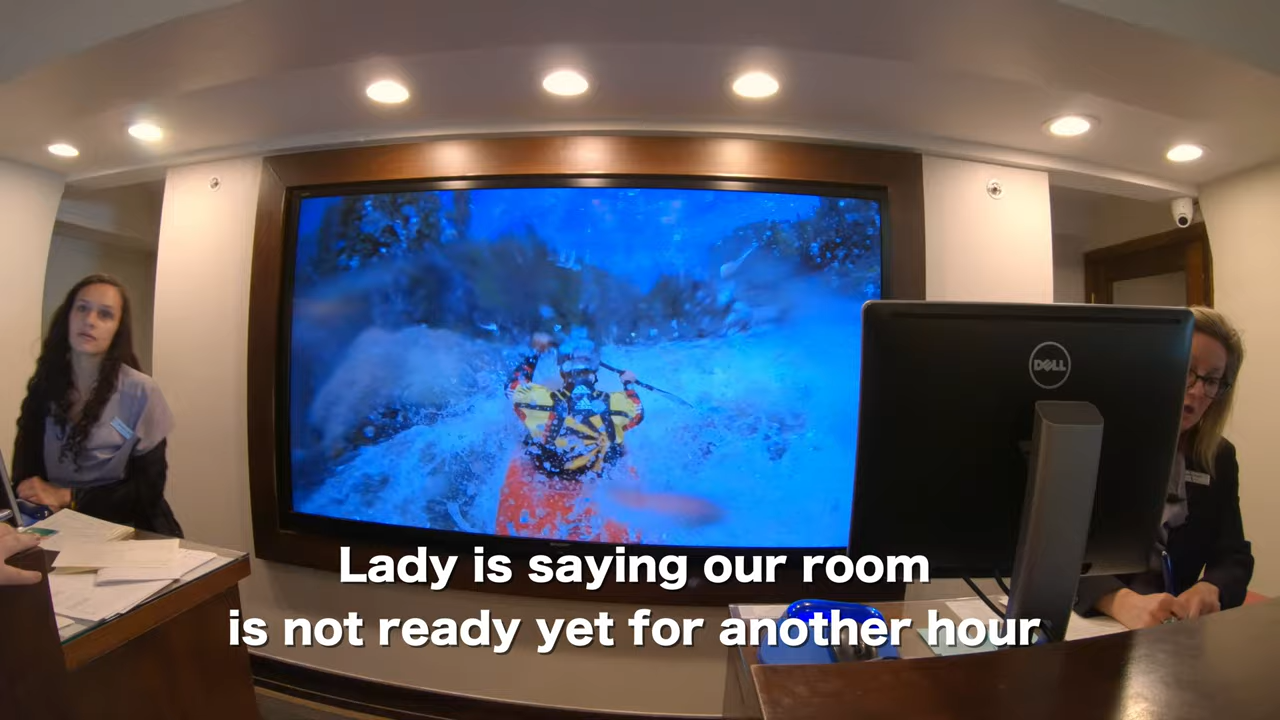 DELL
Lady is saying our room
is not ready yet for another hour